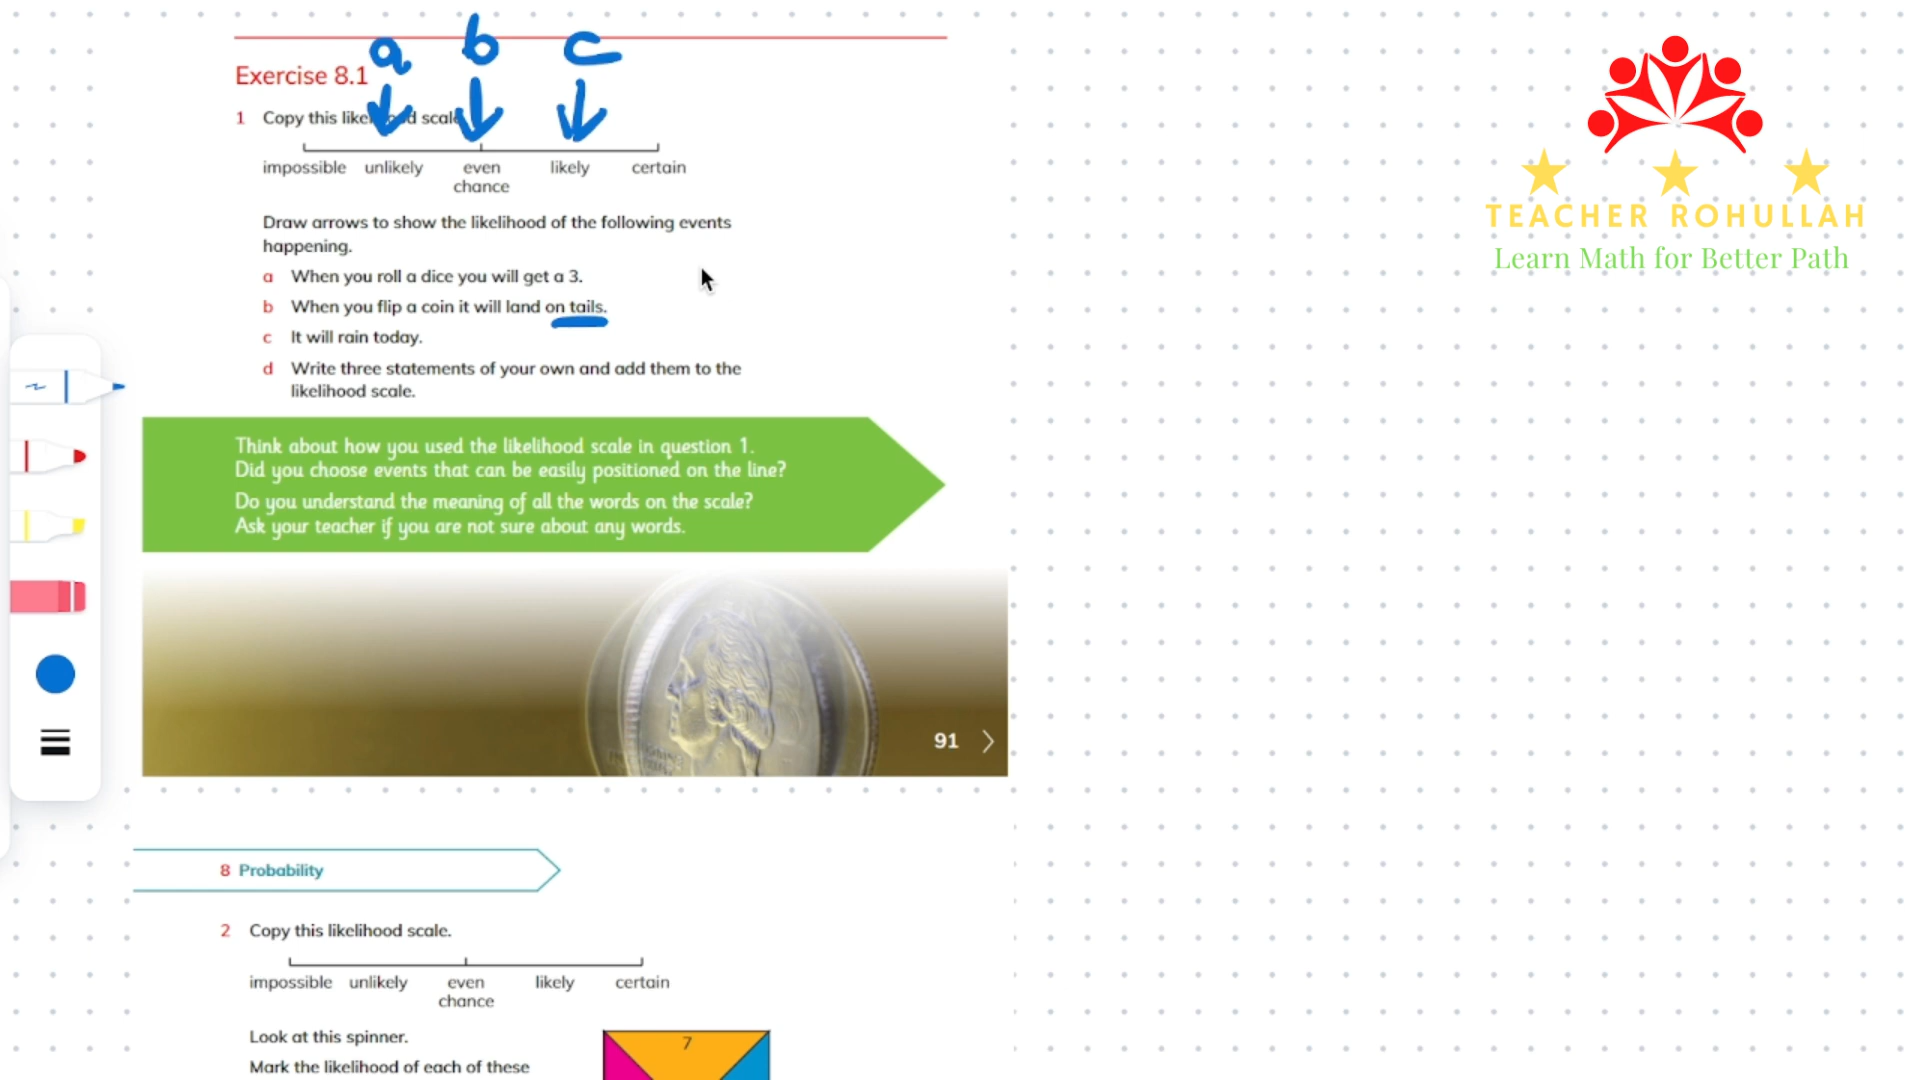 a b c
Exercise 8.1
1 Copy this likelihood scale
impossible unlikely even chance likely certain
Draw arrows to show the likelihood of the following events
happening.
a When you roll a dice you will get a 3.
b When you flip a coin it will land on tails.
c It will rain today.
d Write three statements of your own and add them to the
likelihood scale.
Think about how you used the likelihood scale in question 1.
Did you choose events that can be easily positioned on the line?
Do you understand the meaning of all the words on the scale?
Ask your teacher if you are not sure about any words.
91
8 Probability
2 Copy this likelihood scale.
impossible unlikely even chance likely certain
Look at this spinner.
Mark the likelihood of each of these
7
TEACHER ROHULLAH
Learn Math for Better Path